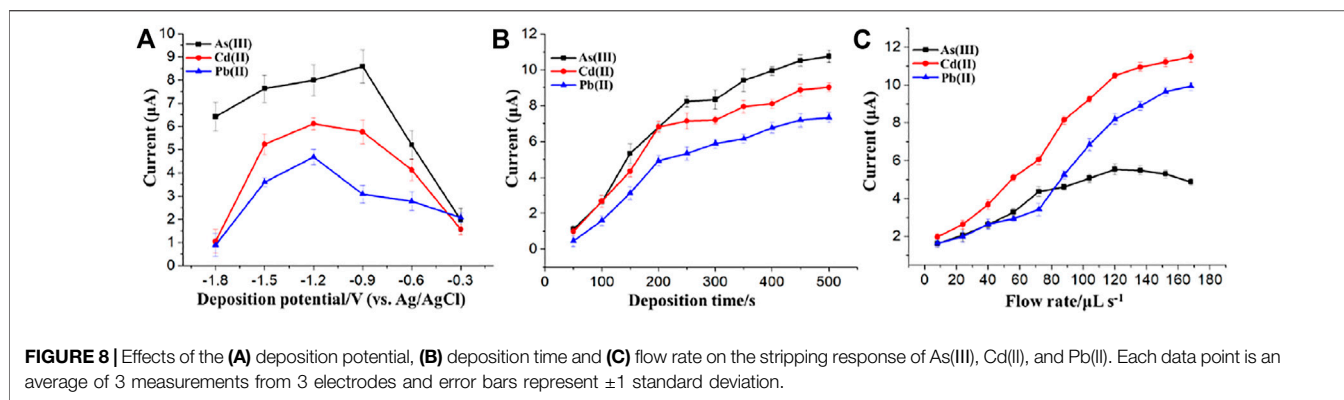 A
As(III)
Cd(II)
Pb(II)
10
9
8
7
6
5
4
3
2
1
0
Current (µA)
-1.8 -1.5 -1.2 -0.9 -0.6 -0.3
Deposition potential/V (vs. Ag/AgCl)
B
As(III)
Cd(II)
Pb(II)
12
10
8
6
4
2
0
Current (µA)
0 100 200 300 400 500
Deposition time/s
C
As(III)
Cd(II)
Pb(II)
12
10
8
6
4
2
Current (µA)
0 20 40 60 80 100 120 140 160 180
Flow rate/µL s⁻¹
FIGURE 8 | Effects of the (A) deposition potential, (B) deposition time and (C) flow rate on the stripping response of As(III), Cd(II), and Pb(II). Each data point is an
average of 3 measurements from 3 electrodes and error bars represent ±1 standard deviation.